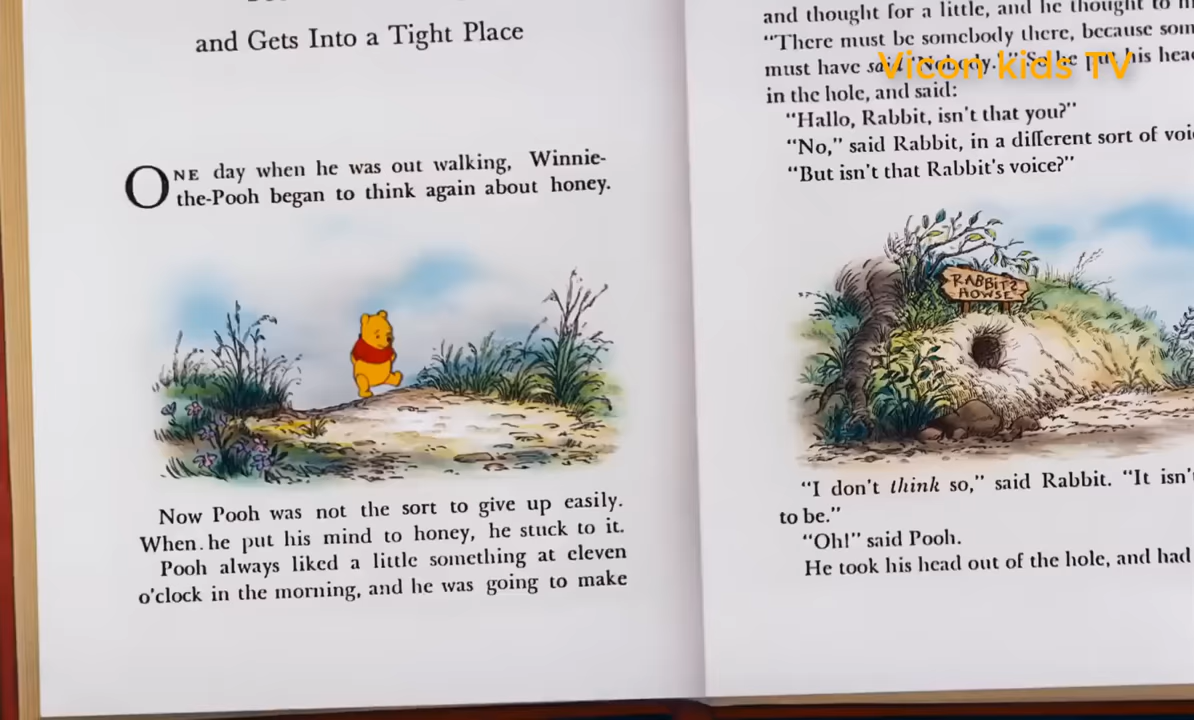 and Gets Into a Tight Place
ONE day when he was out walking, Winnie-
the-Pooh began to think again about honey.
Now Pooh was not the sort to give up easily.
When he put his mind to honey, he stuck to it.
Pooh always liked a little something at eleven
o'clock in the morning, and he was going to make
and thought for a little, and he thought to
"There must be somebody there, because
must have said 'Nobody.'" So he put his
in the hole, and said:
"Hallo, Rabbit, isn't that you?"
"No," said Rabbit, in a different sort of
"But isn't that Rabbit's voice?"
RABBITS
HOWSE
"I don't think so," said Rabbit. "It isn't
to be."
"Oh!" said Pooh.
He took his head out of the hole, and had
Vicon kids TV